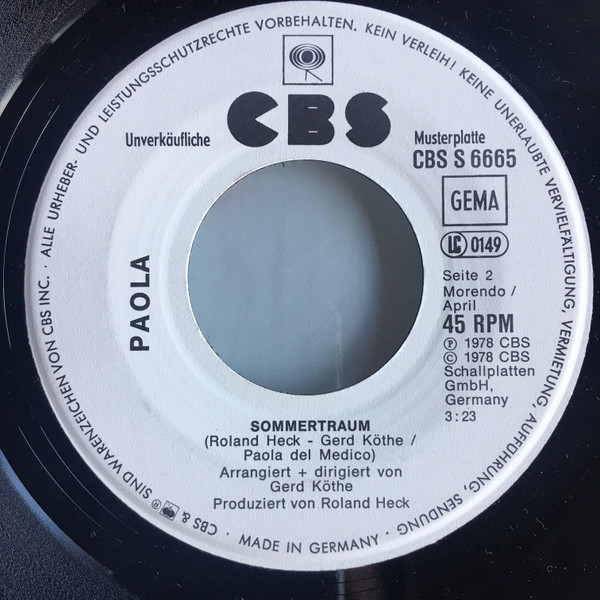 · ALLE URHEBER- UND LEISTUNGSSCHUTZRECHTE VORBEHALTEN. KEIN VERLEIH! KEINE UNERLAUBTE VERVIELFÄLTIGUNG, VERMIETUNG, AUFFÜHRUNG, SENDUNG ·
CBS
Unverkäufliche Musterplatte
CBS S 6665
GEMA
LC 0149
Seite 2
Morendo /
April
45 RPM
℗ 1978 CBS
© 1978 CBS
Schallplatten
GmbH,
Germany
3:23
PAOLA
SOMMERTRAUM
(Roland Heck - Gerd Köthe /
Paola del Medico)
Arrangiert + dirigiert von
Gerd Köthe
Produziert von Roland Heck
· MADE IN GERMANY ·
CBS & ® SIND WARENZEICHEN VON CBS INC.